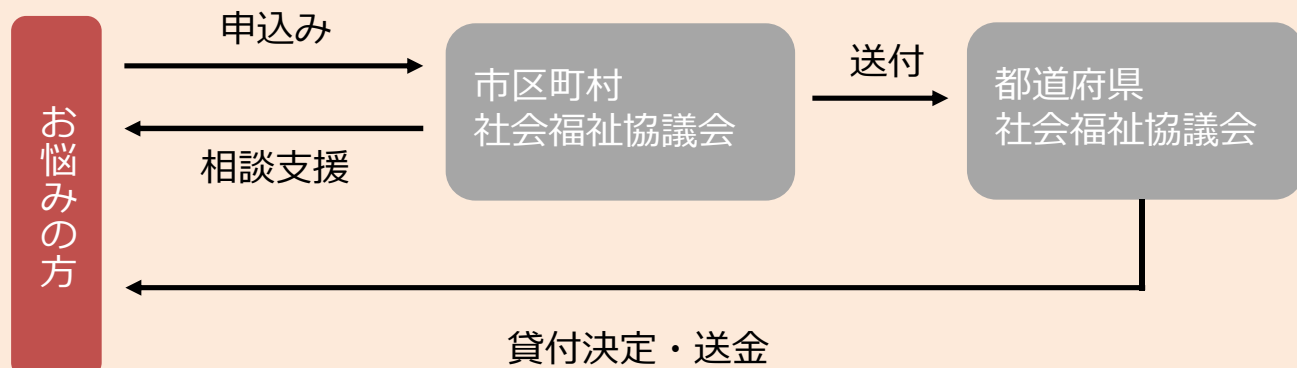 お悩みの方
申込み
相談支援
市区町村
社会福祉協議会
送付
都道府県
社会福祉協議会
貸付決定・送金